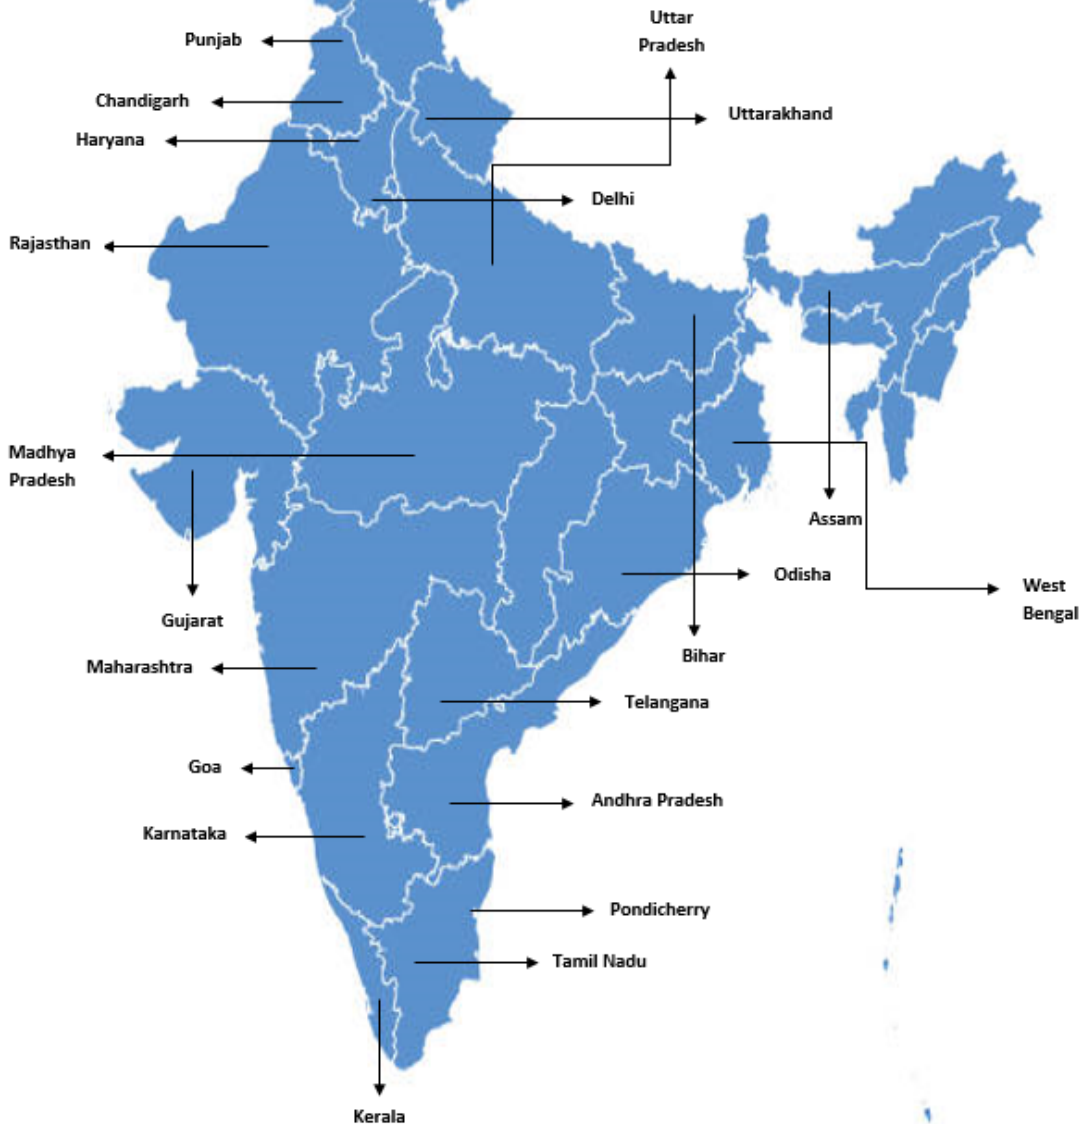 Uttar
Pradesh
Punjab
Chandigarh
Uttarakhand
Haryana
Delhi
Rajasthan
Madhya
Pradesh
Assam
Odisha
West
Bengal
Gujarat
Bihar
Maharashtra
Telangana
Goa
Andhra Pradesh
Karnataka
Pondicherry
Tamil Nadu
Kerala